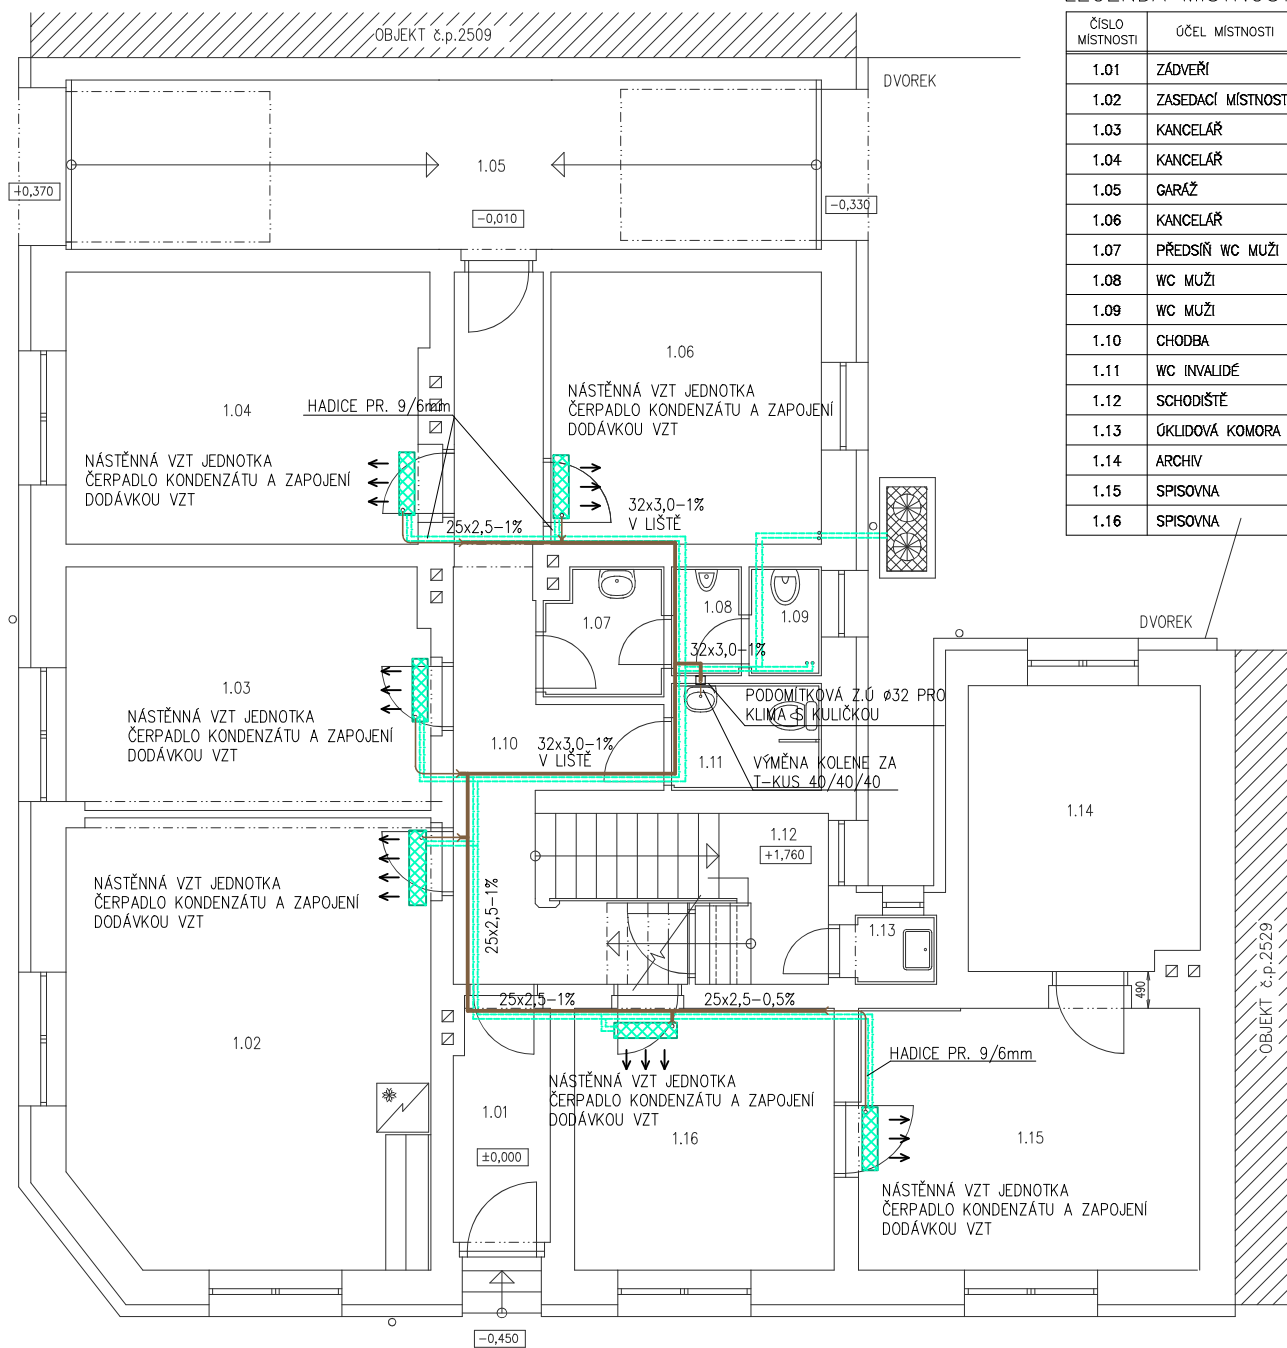 OBJEKT č.p.2509
DVOREK
ČÍSLO MÍSTNOSTI
ÚČEL MÍSTNOSTI
1.01 ZÁDVEŘÍ
1.02 ZASEDACÍ MÍSTNOST
1.03 KANCELÁŘ
1.04 KANCELÁŘ
1.05 GARÁŽ
1.06 KANCELÁŘ
1.07 PŘEDSÍŇ WC MUŽI
1.08 WC MUŽI
1.09 WC MUŽI
1.10 CHODBA
1.11 WC INVALIDÉ
1.12 SCHODIŠTĚ
1.13 ÚKLIDOVÁ KOMORA
1.14 ARCHIV
1.15 SPISOVNA
1.16 SPISOVNA
1.05
+0,370
-0,010
-0,330
1.04
HADICE PR. 9/6mm
1.06
NÁSTĚNNÁ VZT JEDNOTKA
ČERPADLO KONDENZÁTU A ZAPOJENÍ
DODÁVKOU VZT
NÁSTĚNNÁ VZT JEDNOTKA
ČERPADLO KONDENZÁTU A ZAPOJENÍ
DODÁVKOU VZT
25x2,5-1%
32x3,0-1%
V LIŠTĚ
1.07
1.08
1.09
32x3,0-1%
DVOREK
1.03
NÁSTĚNNÁ VZT JEDNOTKA
ČERPADLO KONDENZÁTU A ZAPOJENÍ
DODÁVKOU VZT
PODOMÍTKOVÁ Z.Ú ø32 PRO
KLIMA S KULIČKOU
1.10
32x3,0-1%
V LIŠTĚ
1.11
VÝMĚNA KOLENE ZA
T-KUS 40/40/40
1.14
1.12
+1,760
NÁSTĚNNÁ VZT JEDNOTKA
ČERPADLO KONDENZÁTU A ZAPOJENÍ
DODÁVKOU VZT
25x2,5-1%
1.13
490
OBJEKT č.p.2529
25x2,5-1%
25x2,5-0,5%
1.02
HADICE PR. 9/6mm
NÁSTĚNNÁ VZT JEDNOTKA
ČERPADLO KONDENZÁTU A ZAPOJENÍ
DODÁVKOU VZT
1.01
1.16
1.15
±0,000
NÁSTĚNNÁ VZT JEDNOTKA
ČERPADLO KONDENZÁTU A ZAPOJENÍ
DODÁVKOU VZT
-0,450